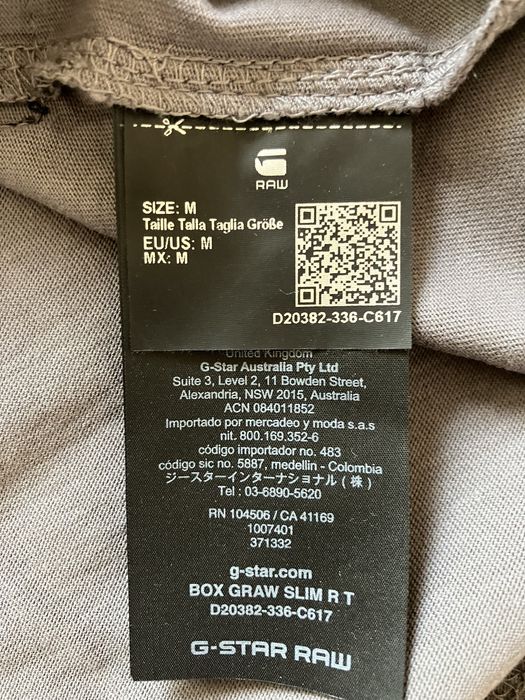 RAW
SIZE: M
Taille Talla Taglia Größe
EU/US: M
MX: M
D20382-336-C617
United Kingdom
G-Star Australia Pty Ltd
Suite 3, Level 2, 11 Bowden Street,
Alexandria, NSW 2015, Australia
ACN 084011852
Importado por mercadeo y moda s.a.s
nit. 800.169.352-6
código importador no. 483
código sic no. 5887, medellin - Colombia
ジースターインターナショナル(株)
Tel : 03-6890-5620
RN 104506 / CA 41169
1007401
371332
g-star.com
BOX GRAW SLIM R T
D20382-336-C617
G-STAR RAW